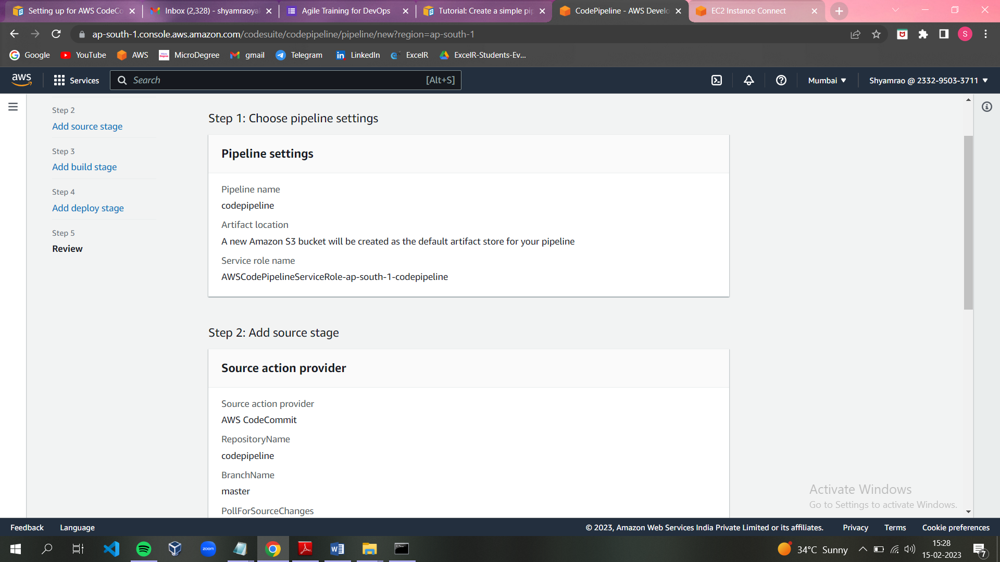 Setting up for AWS CodeCo
Inbox (2,328) - shyamraoyal
Agile Training for DevOps
Tutorial: Create a simple pip
CodePipeline - AWS Develo
EC2 Instance Connect
ap-south-1.console.aws.amazon.com/codesuite/codepipeline/pipeline/new?region=ap-south-1
S
Google
YouTube
AWS
MicroDegree
gmail
Telegram
LinkedIn
ExcelR
ExcelR-Students-Ev...
aws
Services
Search
[Alt+S]
Mumbai
Shyamrao @ 2332-9503-3711
Step 2
Add source stage
Step 3
Add build stage
Step 4
Add deploy stage
Step 5
Review
Step 1: Choose pipeline settings
Pipeline settings
Pipeline name
codepipeline
Artifact location
A new Amazon S3 bucket will be created as the default artifact store for your pipeline
Service role name
AWSCodePipelineServiceRole-ap-south-1-codepipeline
Step 2: Add source stage
Source action provider
Source action provider
AWS CodeCommit
RepositoryName
codepipeline
BranchName
master
PollForSourceChanges
Activate Windows
Go to Settings to activate Windows.
Feedback
Language
© 2023, Amazon Web Services India Private Limited or its affiliates.
Privacy
Terms
Cookie preferences
zoom
34°C Sunny
15:28
15-02-2023
7